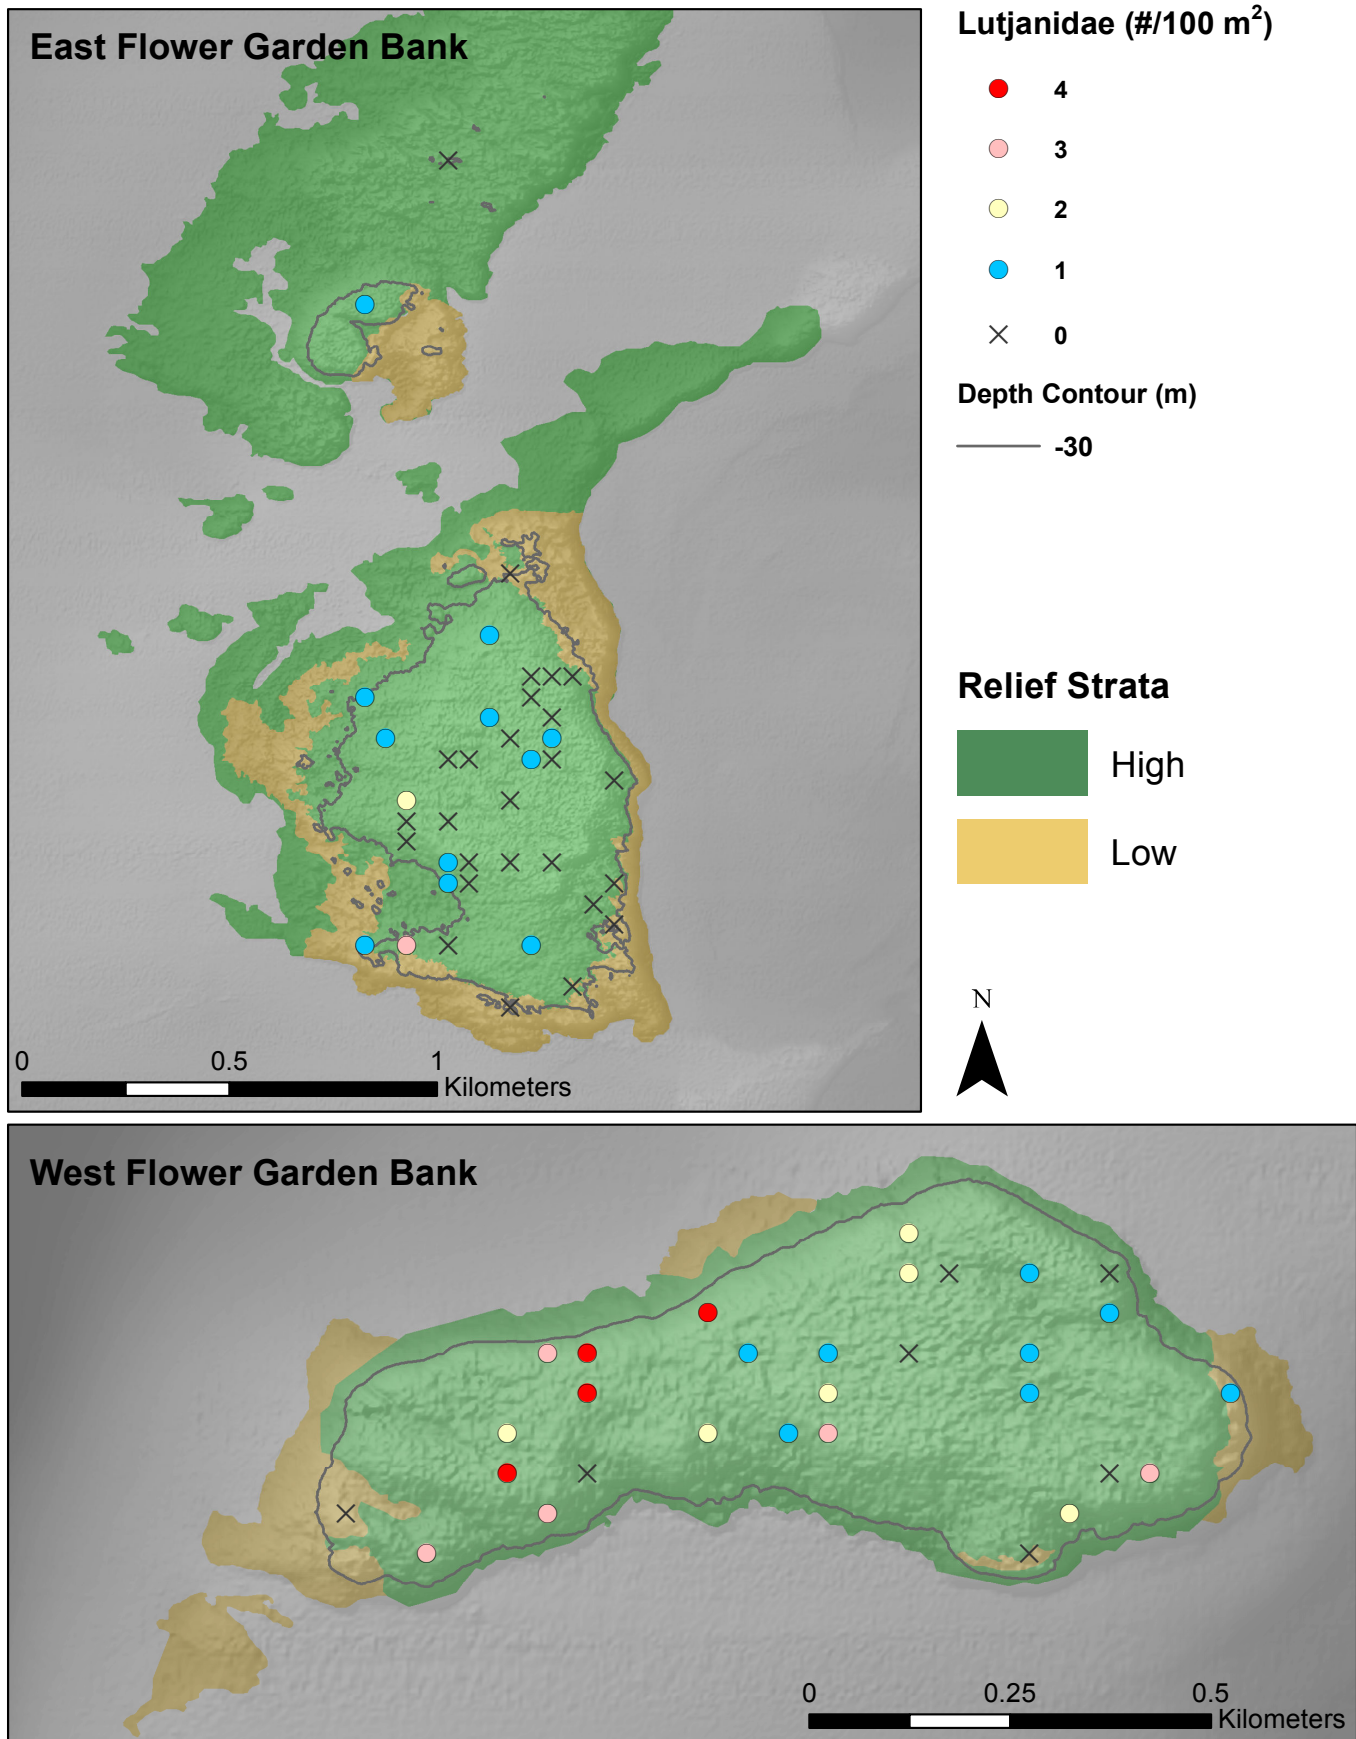 East Flower Garden Bank
Lutjanidae (#/100 m²)
4
3
2
1
0
Depth Contour (m)
-30
Relief Strata
High
Low
N
0 0.5 1
Kilometers
West Flower Garden Bank
0 0.25 0.5
Kilometers